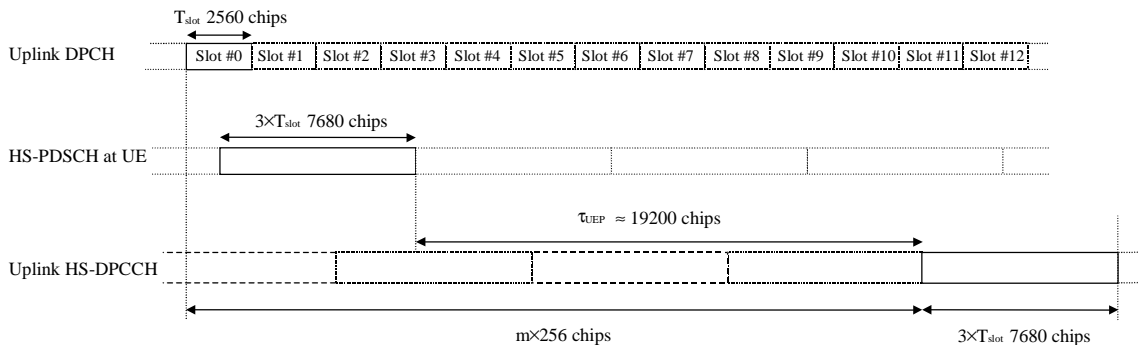 Tslot 2560 chips
Uplink DPCH
Slot #0 Slot #1 Slot #2 Slot #3 Slot #4 Slot #5 Slot #6 Slot #7 Slot #8 Slot #9 Slot #10 Slot #11 Slot #12
3×Tslot 7680 chips
HS-PDSCH at UE
τUEP ≈ 19200 chips
Uplink HS-DPCCH
m×256 chips
3×Tslot 7680 chips